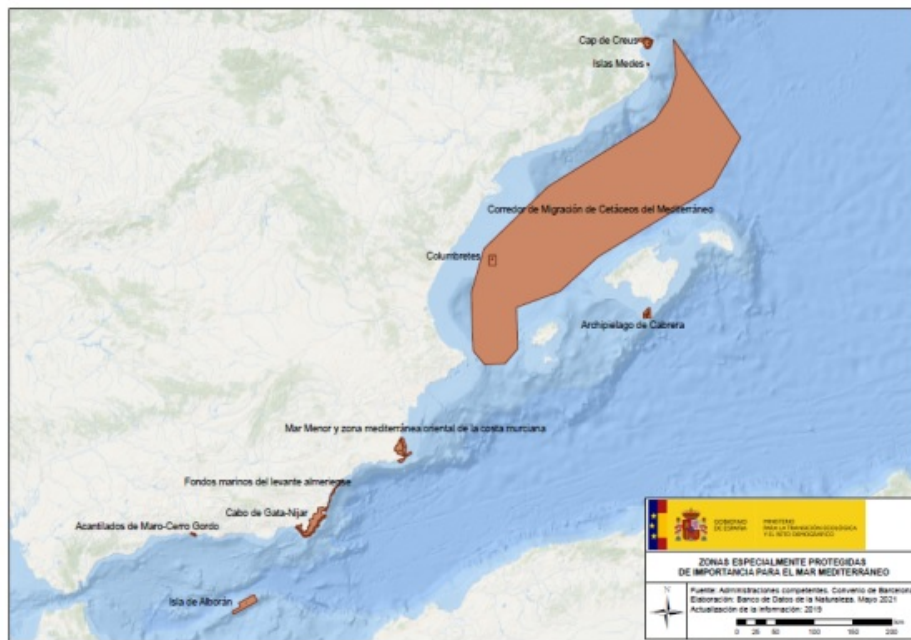 Cap de Creus
Islas Medes
Corredor de Migración de Cetáceos del Mediterráneo
Columbretes
Archipielago de Cabrera
Mar Menor y zona mediterránea oriental de la costa murciana
Fondos marinos del levante almeriense
Cabo de Gata-Nijar
Acantilados de Maro-Cerro Gordo
Isla de Alborán
GOBIERNO
DE ESPAÑA
MINISTERIO
PARA LA TRANSICIÓN ECOLÓGICA
Y EL RETO DEMOGRÁFICO
ZONAS ESPECIALMENTE PROTEGIDAS
DE IMPORTANCIA PARA EL MAR MEDITERRÁNEO
N
Fuente: Administraciones competentes. Convenio de Barcelona
Elaboración: Banco de Datos de la Naturaleza. Mayo 2021
Actualización de la información: 2019
0 25 50 100 150 200 km